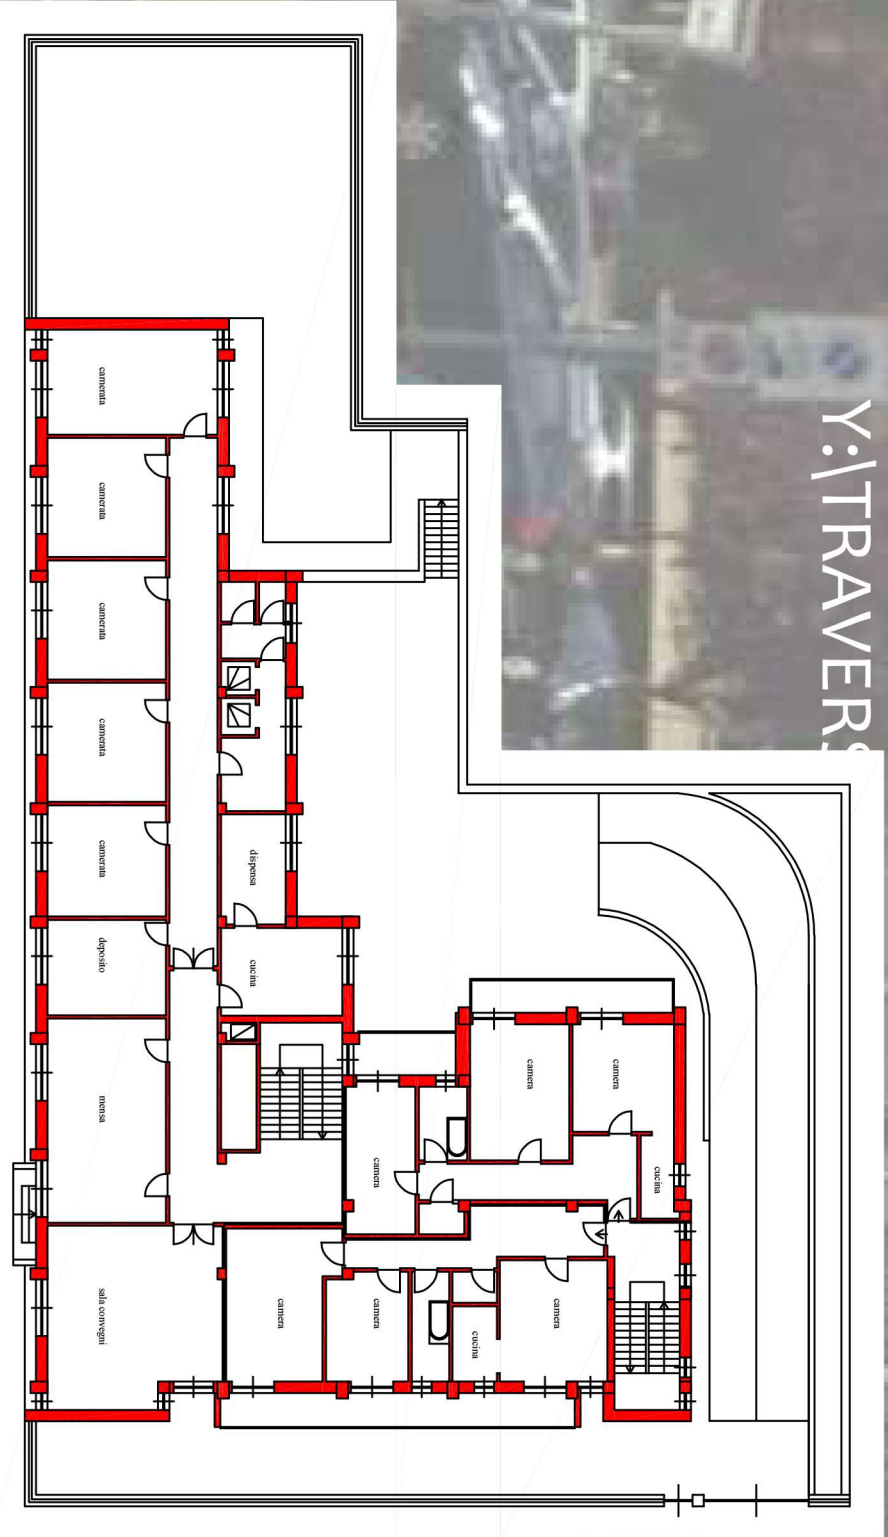 Y:\TRAVERS
camerata
camerata
camerata
camerata
camerata
deposito
mensa
sala convegni
dispensa
cucina
camera
camera
camera
cucina
camera
camera
cucina
camera